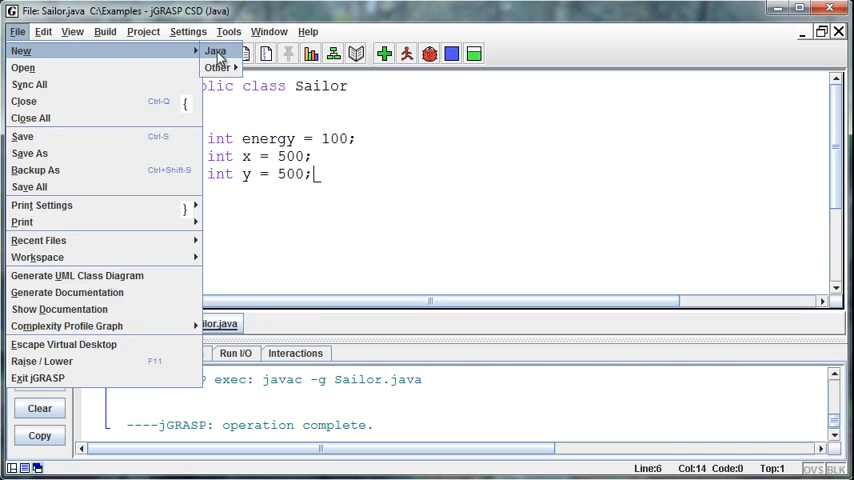 File: Sailor.java C:\Examples - jGRASP CSD (Java)
File Edit View Build Project Settings Tools Window Help
New
Java
Open
Other
Sync All
Close Ctrl-Q
Close All
Save Ctrl-S
Save As
Backup As Ctrl+Shift-S
Save All
Print Settings
Print
Recent Files
Workspace
Generate UML Class Diagram
Generate Documentation
Show Documentation
Complexity Profile Graph
Escape Virtual Desktop
Raise / Lower F11
Exit jGRASP
blic class Sailor
{
int energy = 100;
int x = 500;
int y = 500;
}
ilor.java
Run I/O Interactions
P exec: javac -g Sailor.java
Clear
----jGRASP: operation complete.
Copy
Line:6 Col:14 Code:0 Top:1 OVS BLK